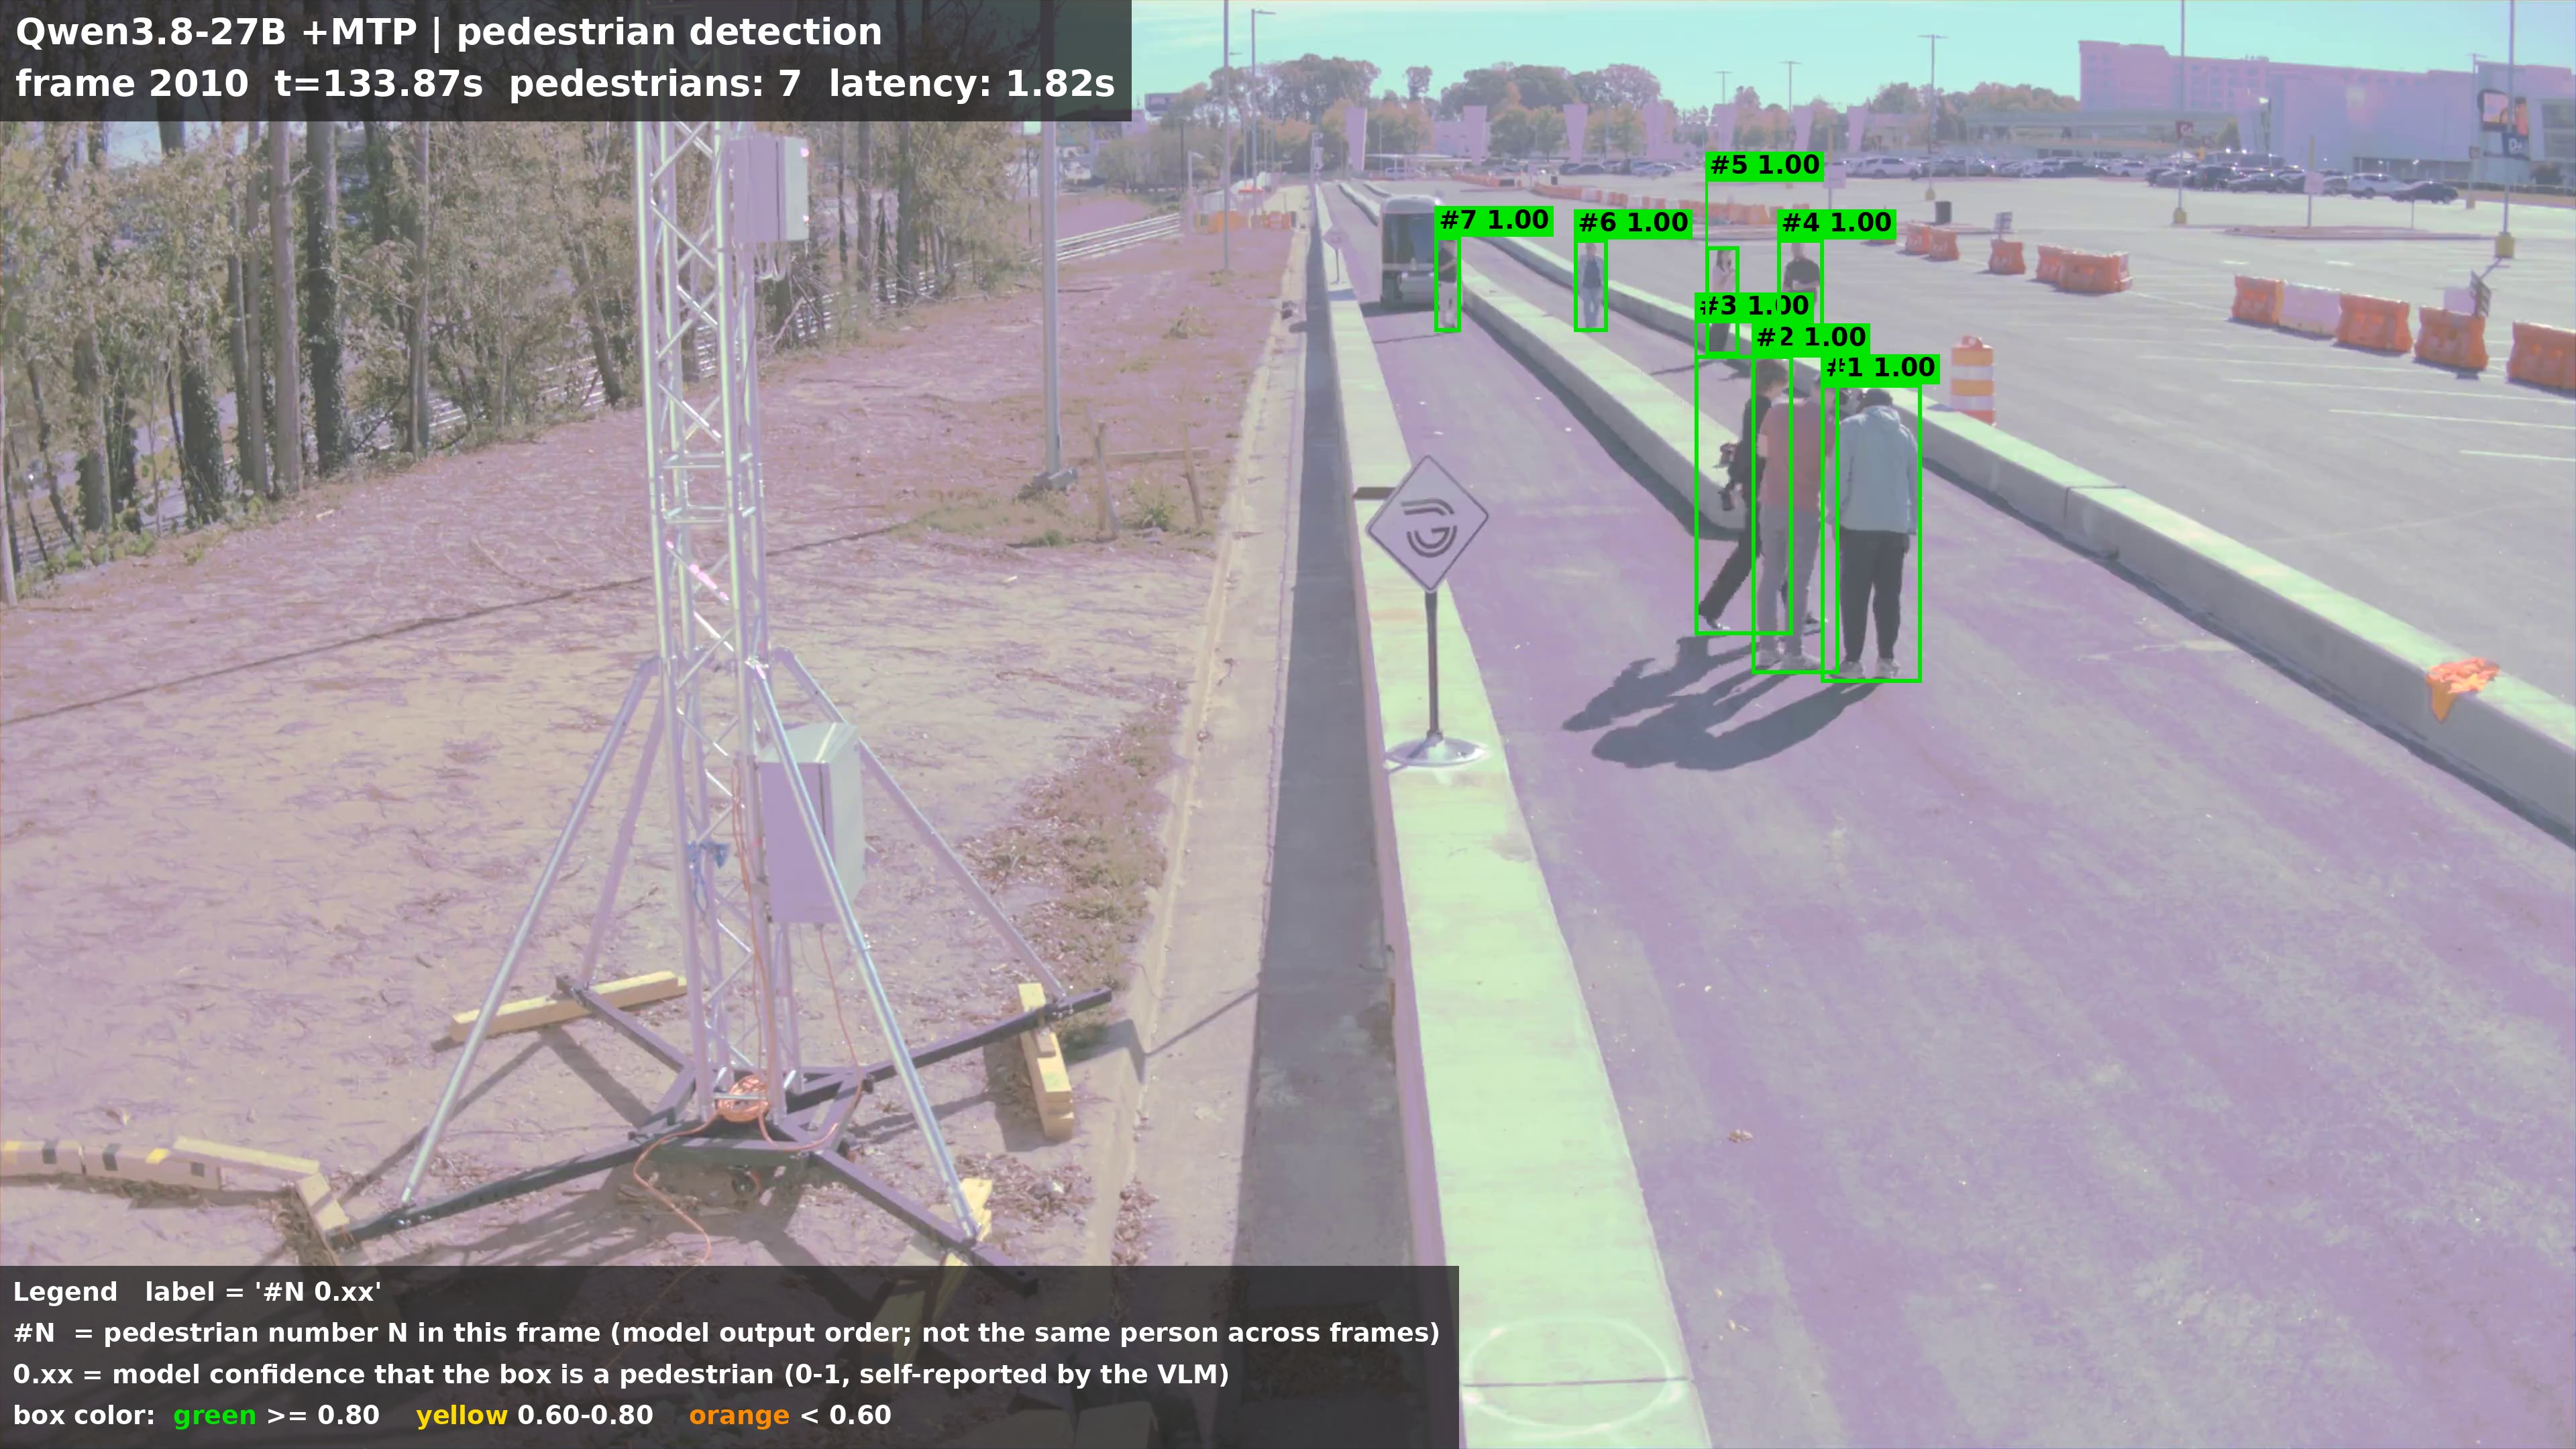 Qwen3.8-27B +MTP | pedestrian detection
frame 2010  t=133.87s  pedestrians: 7  latency: 1.82s
#5 1.00
#7 1.00
#6 1.00
#4 1.00
#3 1.00
#2 1.00
#1 1.00
Legend   label = '#N 0.xx'
#N  = pedestrian number N in this frame (model output order; not the same person across frames)
0.xx = model confidence that the box is a pedestrian (0-1, self-reported by the VLM)
box color:  green >= 0.80    yellow 0.60-0.80    orange < 0.60